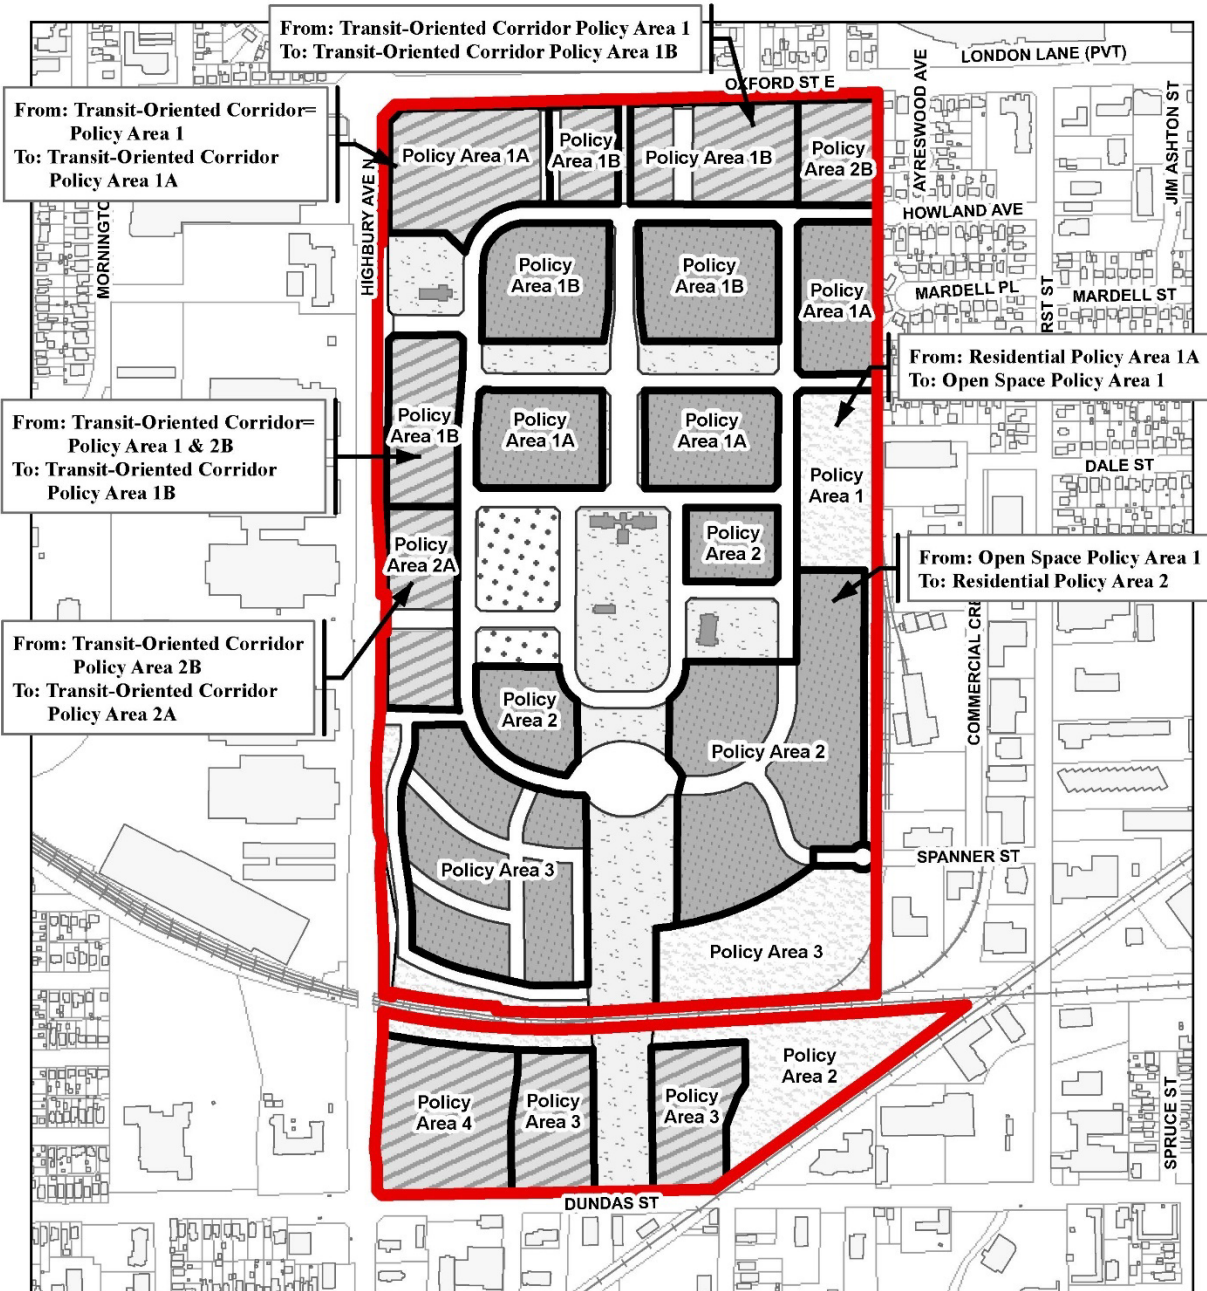 From: Transit-Oriented Corridor Policy Area 1
To: Transit-Oriented Corridor Policy Area 1B
LONDON LANE (PVT)
OXFORD ST E
AYRESWOOD AVE
JIM ASHTON ST
From: Transit-Oriented Corridor=
Policy Area 1
To: Transit-Oriented Corridor
Policy Area 1A
HIGHBURY AVE N
Policy Area 1A
Policy
Area 1B
Policy Area 1B
Policy
Area 2B
HOWLAND AVE
MORNINGTO
Policy
Area 1B
Policy
Area 1B
Policy
Area 1A
MARDELL PL
MARDELL ST
RST ST
From: Residential Policy Area 1A
To: Open Space Policy Area 1
From: Transit-Oriented Corridor=
Policy Area 1 & 2B
To: Transit-Oriented Corridor
Policy Area 1B
Policy
Area 1B
Policy
Area 1A
Policy
Area 1A
Policy
Area 1
DALE ST
Policy
Area 2A
Policy
Area 2
From: Open Space Policy Area 1
To: Residential Policy Area 2
From: Transit-Oriented Corridor
Policy Area 2B
To: Transit-Oriented Corridor
Policy Area 2A
COMMERCIAL CRE
Policy
Area 2
Policy Area 2
Policy Area 3
SPANNER ST
Policy Area 3
Policy
Area 2
Policy
Area 4
Policy
Area 3
Policy
Area 3
SPRUCE ST
DUNDAS ST